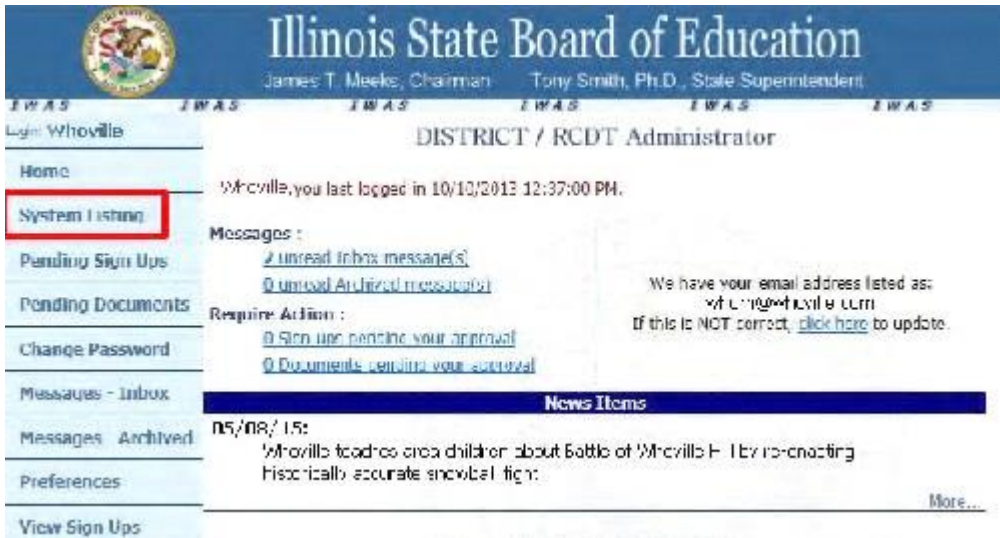 Illinois State Board of Education
James T. Meeks, Chairman Tony Smith, Ph.D., State Superintendent
IWAS IWAS IWAS IWAS IWAS IWAS
Login: Whoville
DISTRICT / RCDT Administrator
Home
Whoville, you last logged in 10/10/2013 12:37:00 PM.
System Listing
Messages :
unread Inbox message(s)
Pending Sign Ups
0 unread Archived message(s)
We have your email address listed as:
Pending Documents
Require Action :
If this is NOT correct, click here to update.
0 Sign ups pending your approval
Change Password
0 Documents pending your approval
Messages - Inbox
News Items
05/08/15:
Messages Archived
Whoville teaches area children about Battle of Whoville Hill by re-enacting
historically accurate snowball fight
Preferences
More...
View Sign Ups